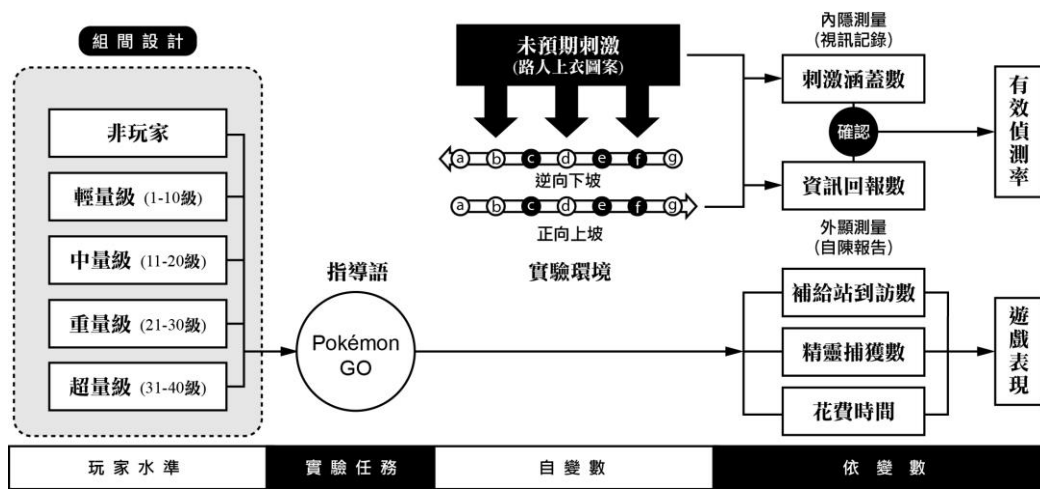 組間設計
非玩家
輕量級 (1-10級)
中量級 (11-20級)
重量級 (21-30級)
超量級 (31-40級)
指導語
Pokémon
GO
未預期刺激
(路人上衣圖案)
a b c d e f g
逆向下坡
a b c d e f g
正向上坡
實驗環境
內隱測量
(視訊記錄)
刺激涵蓋數
確認
資訊回報數
外顯測量
(自陳報告)
有效偵測率
補給站到訪數
精靈捕獲數
花費時間
遊戲表現
玩家水準
實驗任務
自變數
依變數